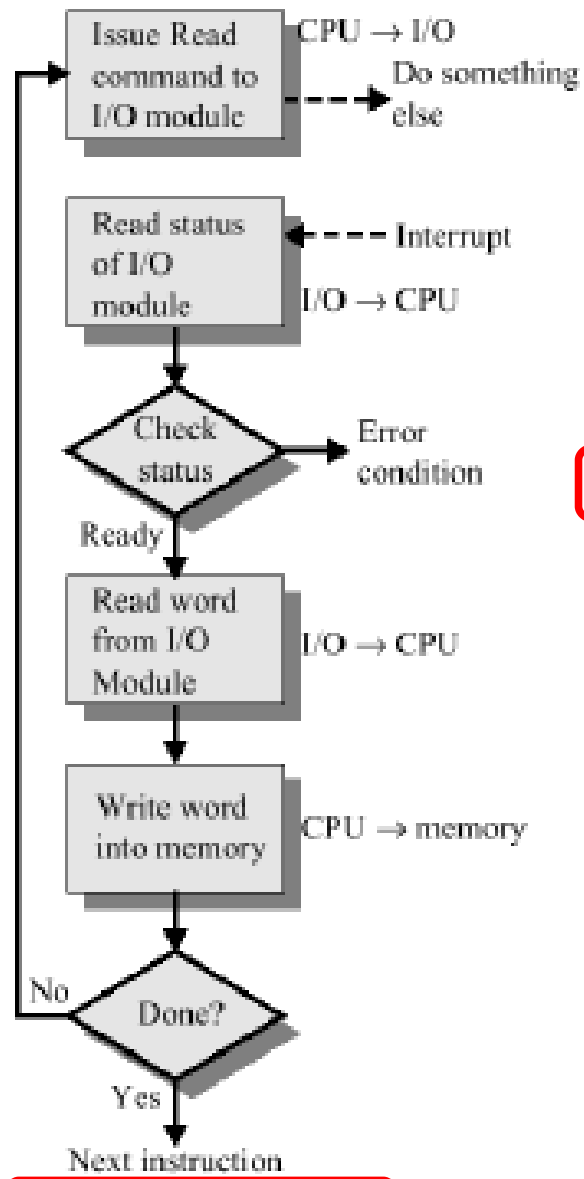 Issue Read
command to
I/O module
CPU → I/O
Do something
else
Read status
of I/O
module
Interrupt
I/O → CPU
Check
status
Error
condition
Ready
Read word
from I/O
Module
I/O → CPU
Write word
into memory
CPU → memory
No
Done?
Yes
Next instruction